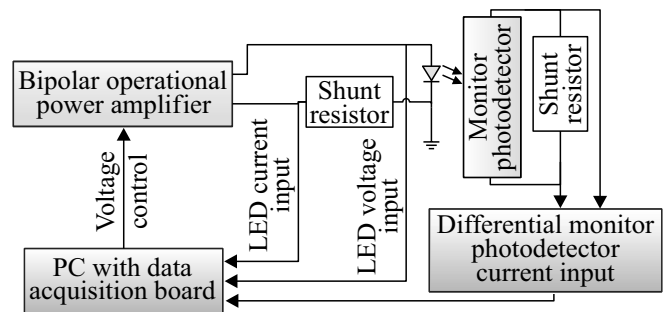 Bipolar operational
power amplifier
Shunt
resistor
Monitor
photodetector
Shunt
resistor
Voltage
control
LED current
input
LED voltage
input
PC with data
acquisition board
Differential monitor
photodetector
current input